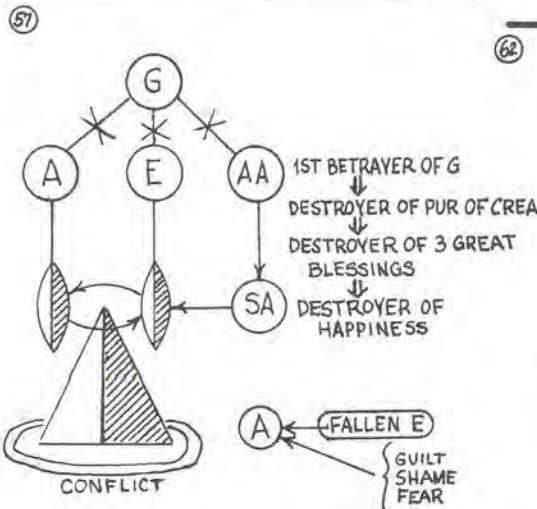 57
62
G
A E AA
1ST BETRAYER OF G
DESTROYER OF PUR OF CREA
DESTROYER OF 3 GREAT
BLESSINGS
SA
DESTROYER OF
HAPPINESS
A
FALLEN E
GUILT
SHAME
FEAR
CONFLICT